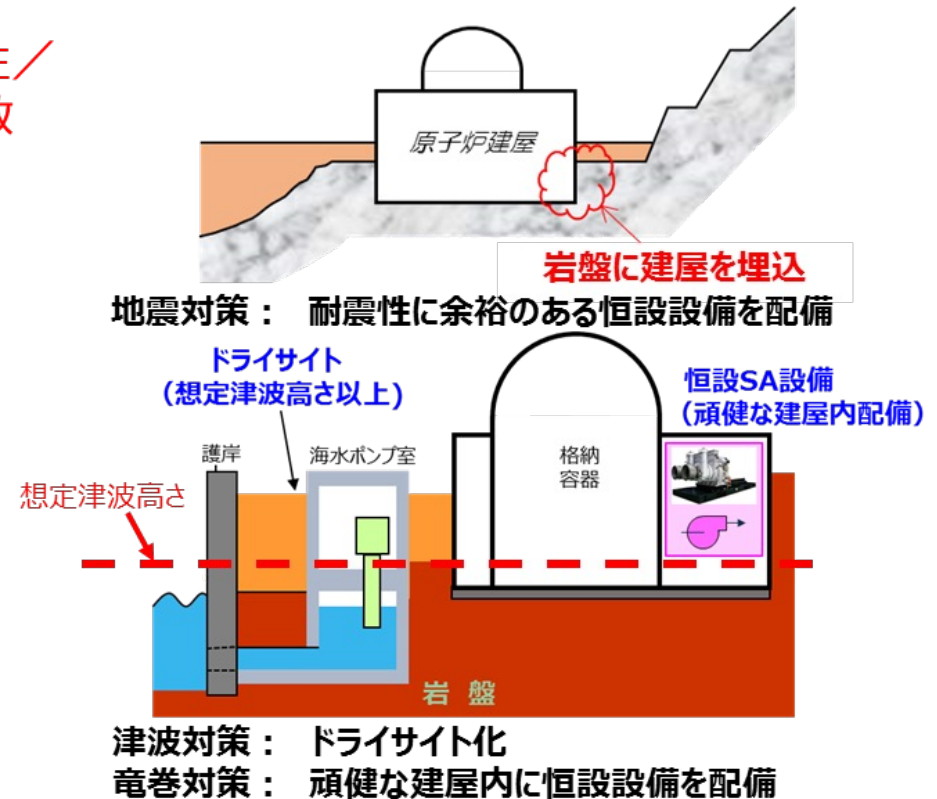 ／
原子炉建屋
岩盤に建屋を埋込
地震対策： 耐震性に余裕のある恒設設備を配備
ドライサイト
（想定津波高さ以上）
恒設SA設備
（頑健な建屋内配備）
護岸
海水ポンプ室
格納
容器
想定津波高さ
岩 盤
津波対策： ドライサイト化
竜巻対策： 頑健な建屋内に恒設設備を配備